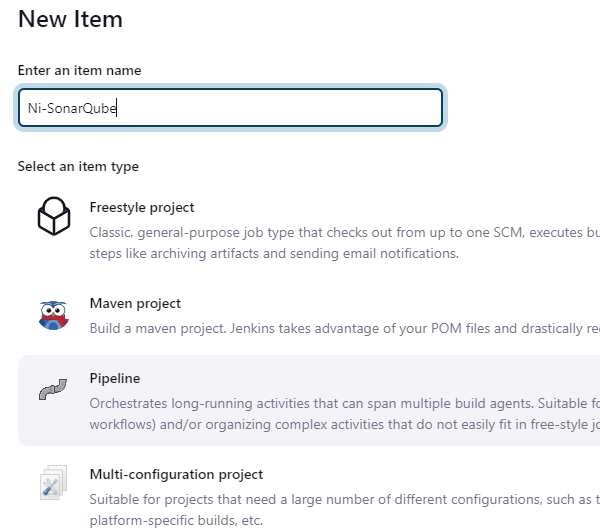 New Item
Enter an item name
Ni-SonarQube
Select an item type
Freestyle project
Classic, general-purpose job type that checks out from up to one SCM, executes
steps like archiving artifacts and sending email notifications.
Maven project
Build a maven project. Jenkins takes advantage of your POM files and drastically
Pipeline
Orchestrates long-running activities that can span multiple build agents. Suitable
workflows) and/or organizing complex activities that do not easily fit in free-style
Multi-configuration project
Suitable for projects that need a large number of different configurations, such as
platform-specific builds, etc.